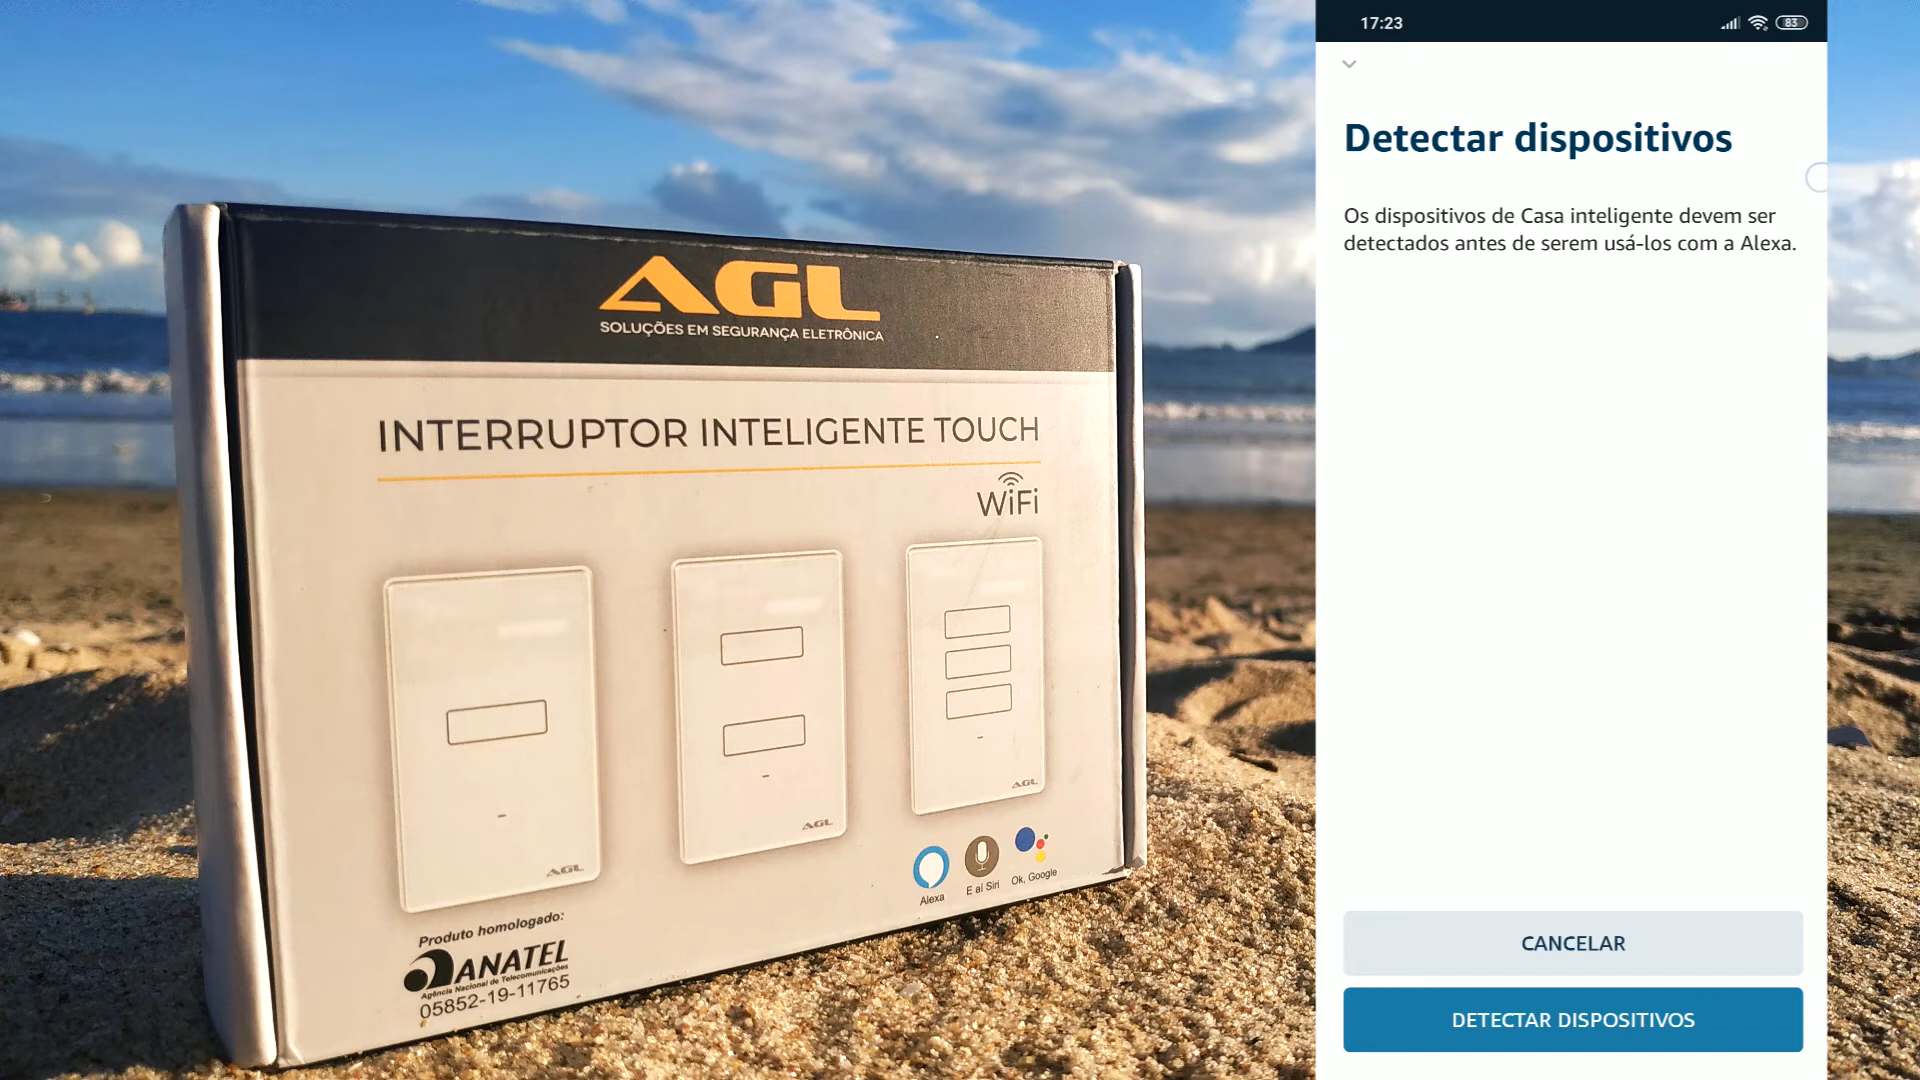 AGL
SOLUÇÕES EM SEGURANÇA ELETRÔNICA
INTERRUPTOR INTELIGENTE TOUCH
WiFi
AGL
AGL
AGL
Alexa
E aí Siri
Ok, Google
Produto homologado:
ANATEL
Agência Nacional de Telecomunicações
05852-19-11765
17:23
83
Detectar dispositivos
Os dispositivos de Casa inteligente devem ser
detectados antes de serem usá-los com a Alexa.
CANCELAR
DETECTAR DISPOSITIVOS